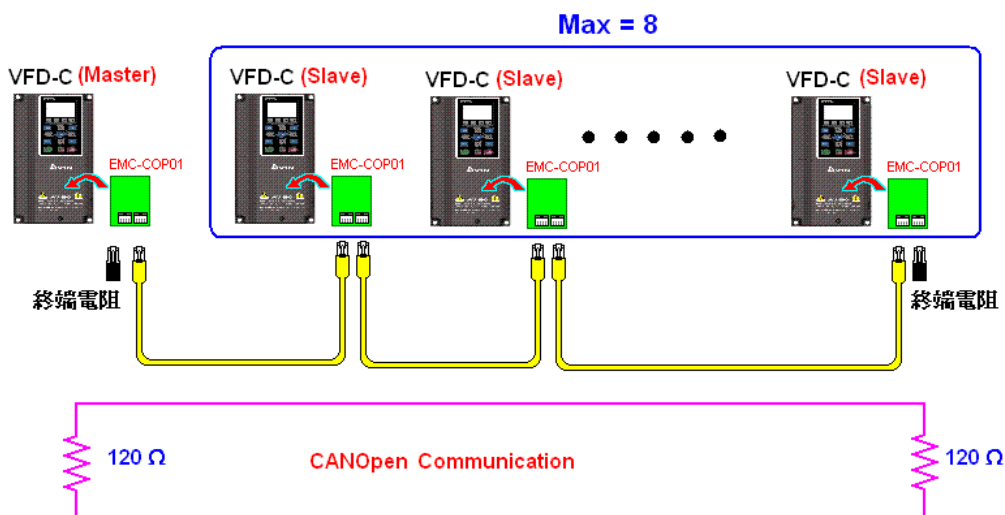 Max = 8
VFD-C (Master)
VFD-C (Slave)
VFD-C (Slave)
VFD-C (Slave)
EMC-COP01
EMC-COP01
EMC-COP01
EMC-COP01
終端電阻
終端電阻
120 Ω
CANOpen Communication
120 Ω